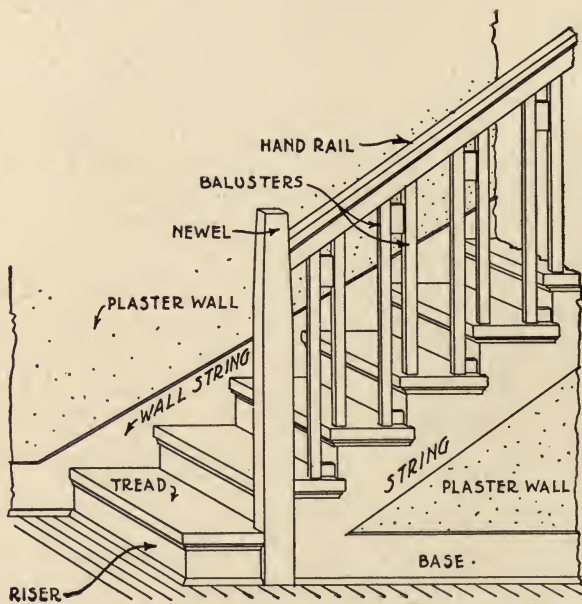 HAND RAIL
BALUSTERS
NEWEL
PLASTER WALL
WALL STRING
STRING
TREAD
PLASTER WALL
BASE.
RISER